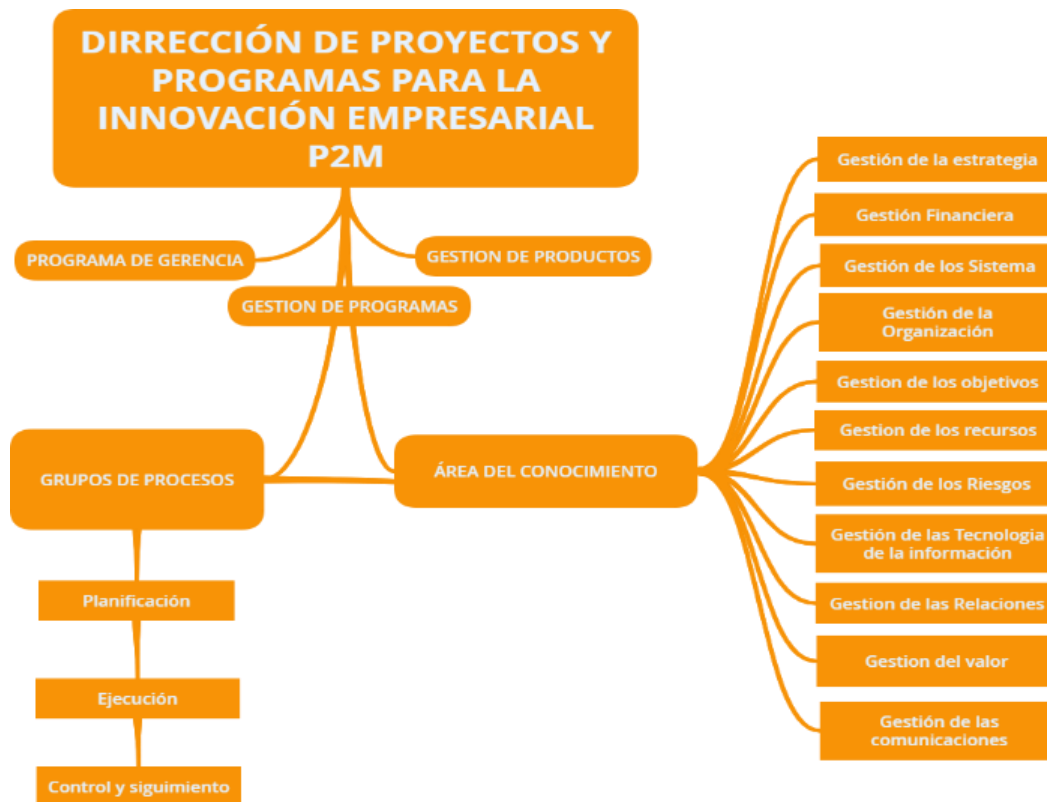 DIRRECCIÓN DE PROYECTOS Y
PROGRAMAS PARA LA
INNOVACIÓN EMPRESARIAL
P2M
PROGRAMA DE GERENCIA
GESTION DE PRODUCTOS
GESTION DE PROGRAMAS
GRUPOS DE PROCESOS
Planificación
Ejecución
Control y siguimiento
ÁREA DEL CONOCIMIENTO
Gestión de la estrategia
Gestión Financiera
Gestión de los Sistema
Gestión de la
Organización
Gestion de los objetivos
Gestion de los recursos
Gestión de los Riesgos
Gestión de las Tecnologia
de la información
Gestion de las Relaciones
Gestion del valor
Gestión de las
comunicaciones